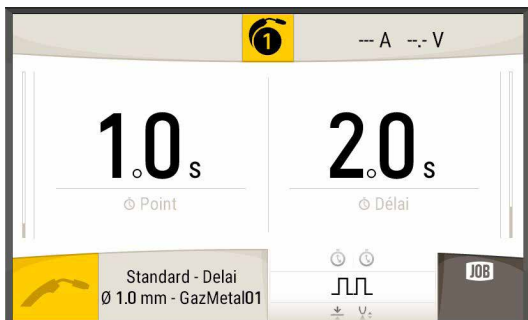 1
--- A --.- V
1.0 s
2.0 s
Point
Délai
Standard - Delai
Ø 1.0 mm - GazMetal01
JOB